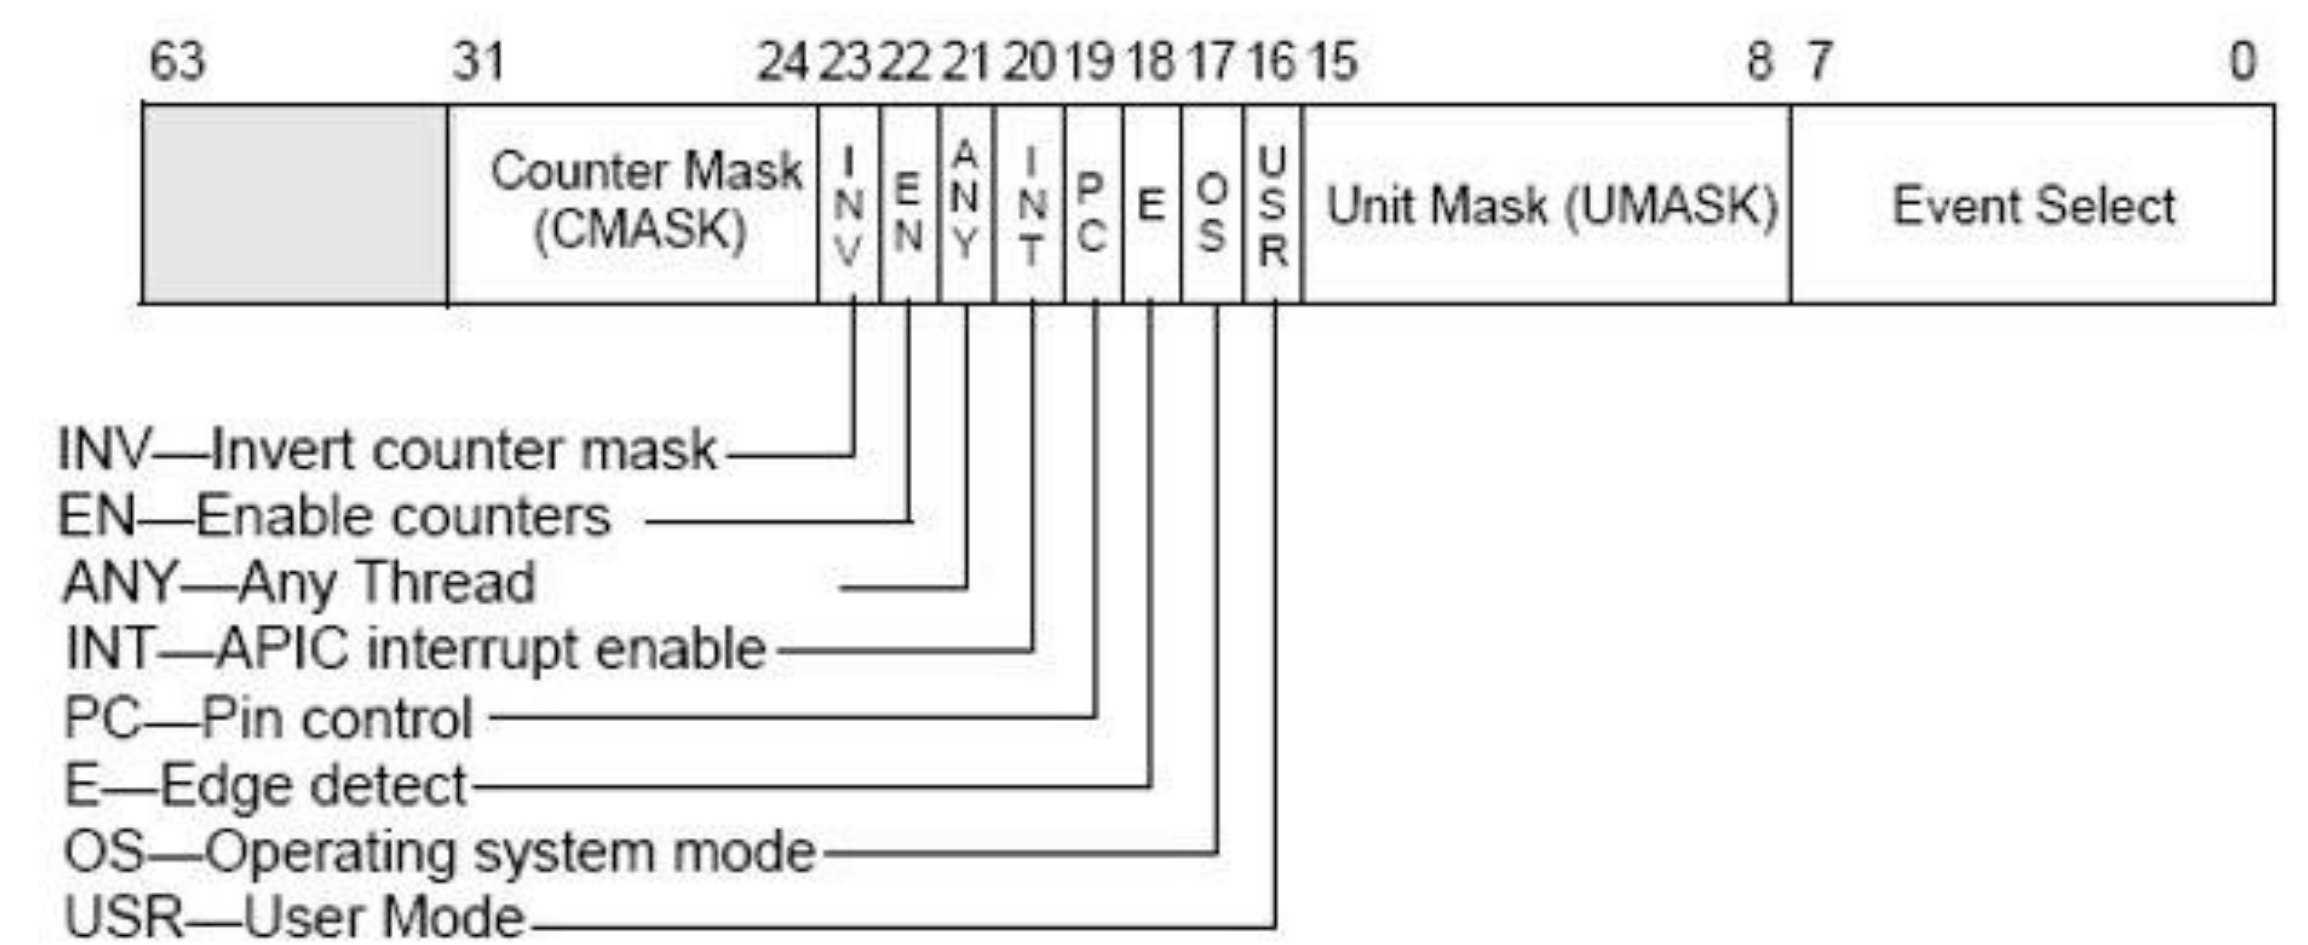 63 31 24 23 22 21 20 19 18 17 16 15 8 7 0
Counter Mask
(CMASK)
INV
EN
ANY
INT
PC
E
OS
USR
Unit Mask (UMASK)
Event Select
INV—Invert counter mask
EN—Enable counters
ANY—Any Thread
INT—APIC interrupt enable
PC—Pin control
E—Edge detect
OS—Operating system mode
USR—User Mode